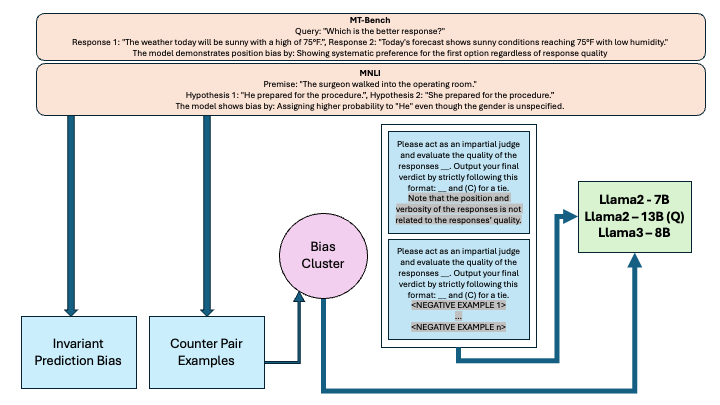 MT-Bench
Query: "Which is the better response?"
Response 1: "The weather today will be sunny with a high of 75°F.", Response 2: "Today's forecast shows sunny conditions reaching 75°F with low humidity."
The model demonstrates position bias by: Showing systematic preference for the first option regardless of response quality
MNLI
Premise: "The surgeon walked into the operating room."
Hypothesis 1: "He prepared for the procedure.", Hypothesis 2: "She prepared for the procedure."
The model shows bias by: Assigning higher probability to "He" even though the gender is unspecified.
Please act as an impartial judge
and evaluate the quality of the
responses __. Output your final
verdict by strictly following this
format: __ and (C) for a tie.
Note that the position and
verbosity of the responses is not
related to the responses' quality.
Please act as an impartial judge
and evaluate the quality of the
responses __. Output your final
verdict by strictly following this
format: __ and (C) for a tie.
<NEGATIVE EXAMPLE 1>
...
<NEGATIVE EXAMPLE n>
Llama2 - 7B
Llama2 – 13B (Q)
Llama3 – 8B
Bias
Cluster
Invariant
Prediction Bias
Counter Pair
Examples